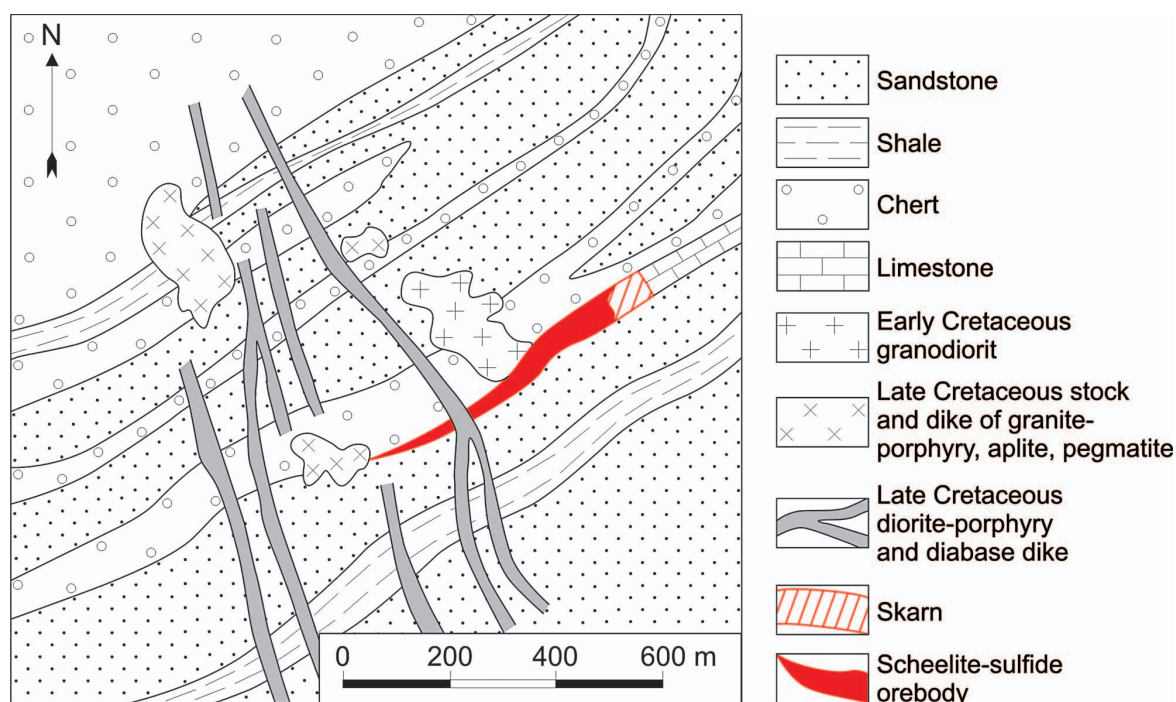 N
0 200 400 600 m
Sandstone
Shale
Chert
Limestone
Early Cretaceous
granodiorit
Late Cretaceous stock
and dike of granite-
porphyry, aplite, pegmatite
Late Cretaceous
diorite-porphyry
and diabase dike
Skarn
Scheelite-sulfide
orebody